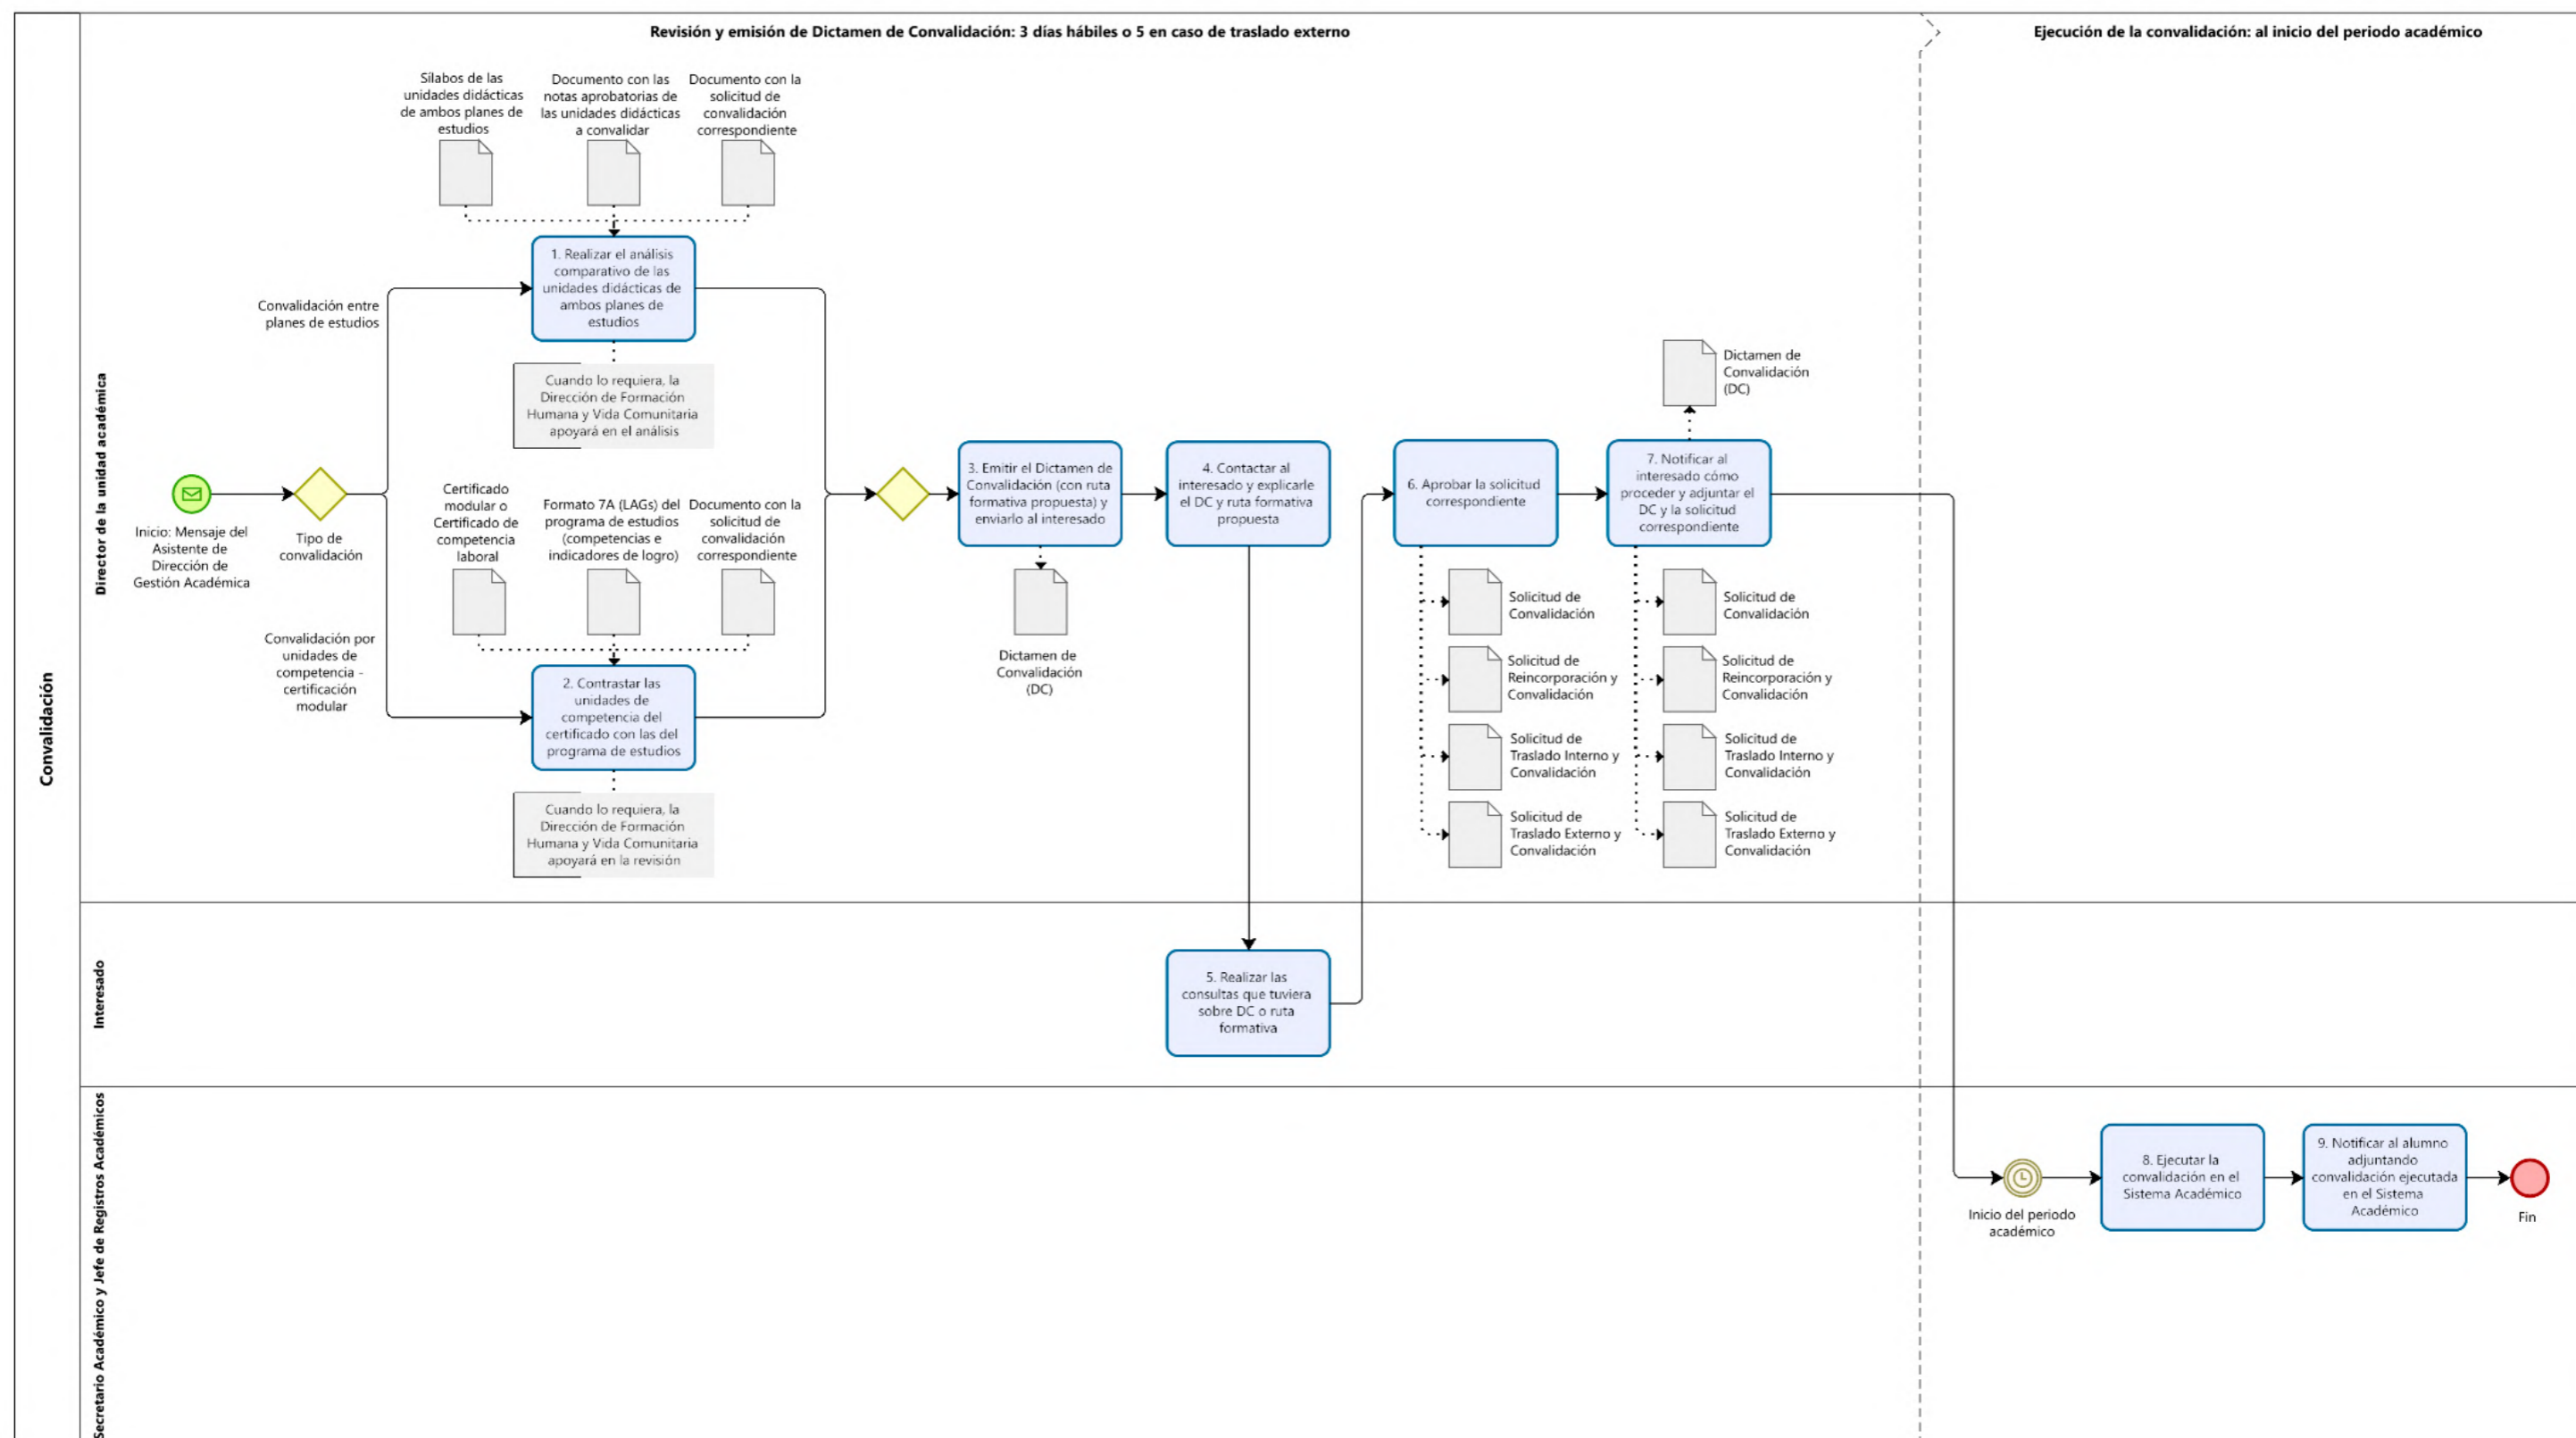 Revisión y emisión de Dictamen de Convalidación: 3 días hábiles o 5 en caso de traslado externo
Ejecución de la convalidación: al inicio del periodo académico
Convalidación
Director de la unidad académica
Sílabos de las
unidades didácticas
de ambos planes de
estudios
Documento con las
notas aprobatorias de
las unidades didácticas
a convalidar
Documento con la
solicitud de
convalidación
correspondiente
1. Realizar el análisis
comparativo de las
unidades didácticas de
ambos planes de
estudios
Convalidación entre
planes de estudios
Cuando lo requiera, la
Dirección de Formación
Humana y Vida Comunitaria
apoyará en el análisis
Inicio: Mensaje del
Asistente de
Dirección de
Gestión Académica
Tipo de
convalidación
Certificado
modular o
Certificado de
competencia
laboral
Formato 7A (LAGs) del
programa de estudios
(competencias e
indicadores de logro)
Documento con la
solicitud de
convalidación
correspondiente
Convalidación por
unidades de
competencia -
certificación
modular
2. Contrastar las
unidades de
competencia del
certificado con las del
programa de estudios
Cuando lo requiera, la
Dirección de Formación
Humana y Vida Comunitaria
apoyará en la revisión
3. Emitir el Dictamen de
Convalidación (con ruta
formativa propuesta) y
enviarlo al interesado
Dictamen de
Convalidación
(DC)
4. Contactar al
interesado y explicarle
el DC y ruta formativa
propuesta
6. Aprobar la solicitud
correspondiente
Solicitud de
Convalidación
Solicitud de
Reincorporación y
Convalidación
Solicitud de
Traslado Interno y
Convalidación
Solicitud de
Traslado Externo y
Convalidación
Dictamen de
Convalidación
(DC)
7. Notificar al
interesado cómo
proceder y adjuntar el
DC y la solicitud
correspondiente
Solicitud de
Convalidación
Solicitud de
Reincorporación y
Convalidación
Solicitud de
Traslado Interno y
Convalidación
Solicitud de
Traslado Externo y
Convalidación
Interesado
5. Realizar las
consultas que tuviera
sobre DC o ruta
formativa
Secretario Académico y Jefe de Registros Académicos
Inicio del periodo
académico
8. Ejecutar la
convalidación en el
Sistema Académico
9. Notificar al alumno
adjuntando
convalidación ejecutada
en el Sistema
Académico
Fin